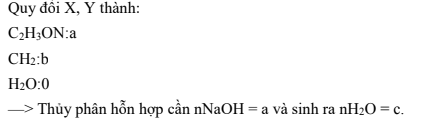 Quy đổi X, Y thành:
C₂H₃ON:a
CH₂:b
H₂O:0
—> Thủy phân hỗn hợp cần nNaOH = a và sinh ra nH₂O = c.